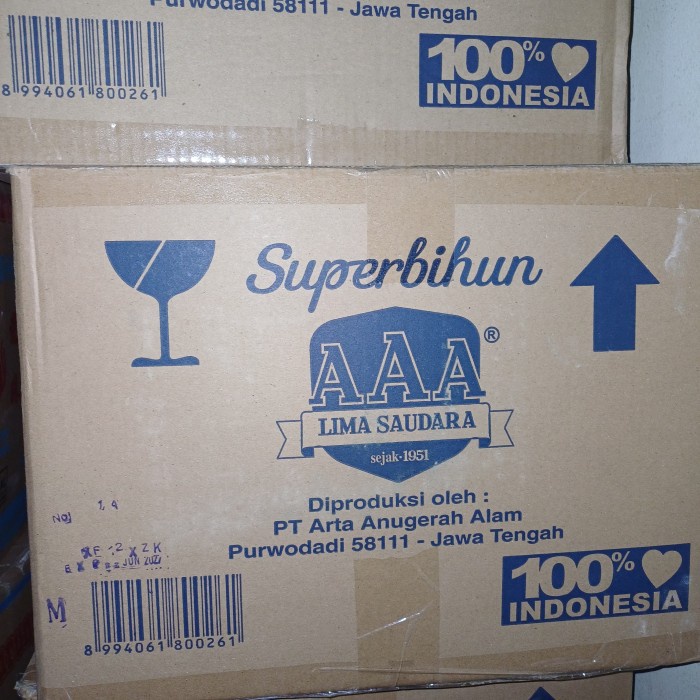 Purwodadi 58111 - Jawa Tengah
8 994061 800261
100% INDONESIA
Superbihun
AAA®
LIMA SAUDARA
sejak-1951
Diproduksi oleh :
PT Arta Anugerah Alam
Purwodadi 58111 - Jawa Tengah
M
8 994061 800261
100%
INDONESIA